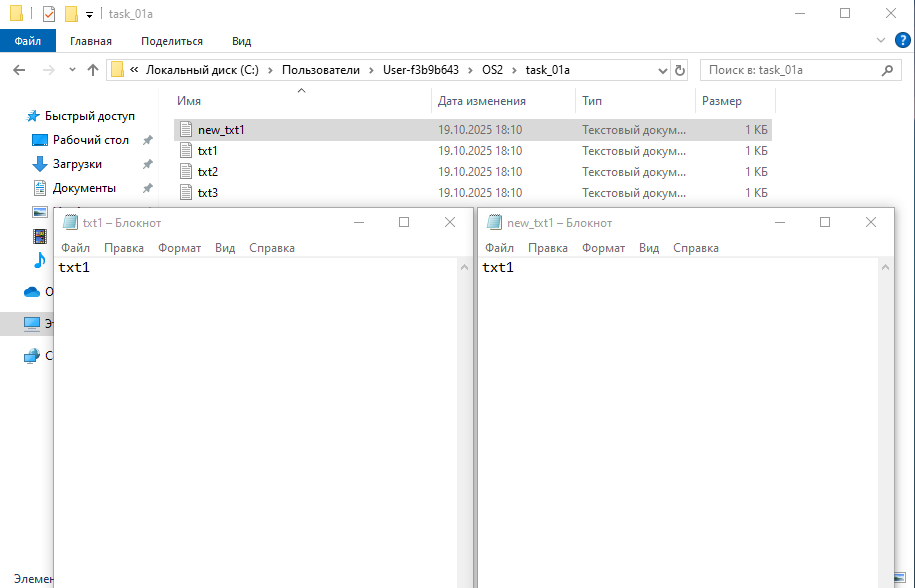 task_01a
Файл Главная Поделиться Вид
« Локальный диск (C:) › Пользователи › User-f3b9b643 › OS2 › task_01a
Поиск в: task_01a
Имя Дата изменения Тип Размер
Быстрый доступ
Рабочий стол
Загрузки
Документы
new_txt1 19.10.2025 18:10 Текстовый докум... 1 КБ
txt1 19.10.2025 18:10 Текстовый докум... 1 КБ
txt2 19.10.2025 18:10 Текстовый докум... 1 КБ
txt3 19.10.2025 18:10 Текстовый докум... 1 КБ
txt1 – Блокнот
Файл Правка Формат Вид Справка
txt1
new_txt1 – Блокнот
Файл Правка Формат Вид Справка
txt1
Элемен